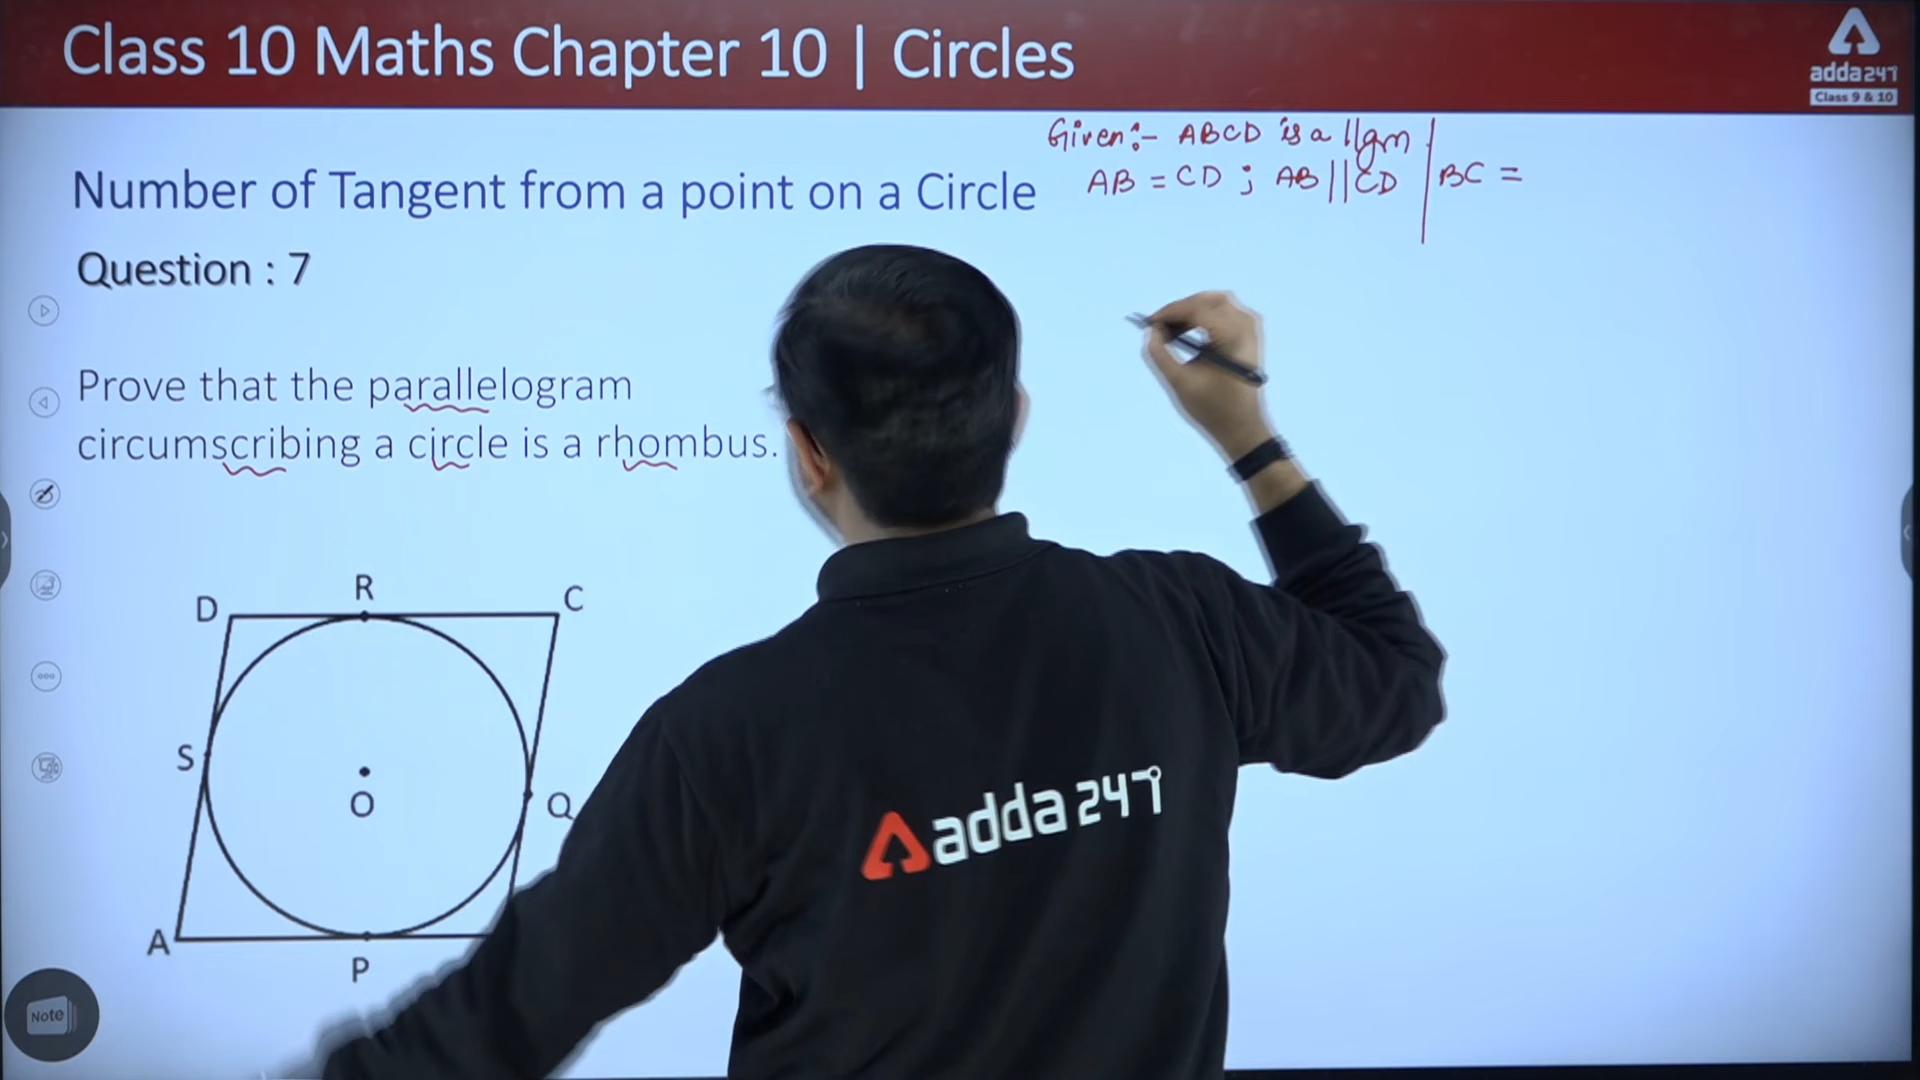 Class 10 Maths Chapter 10 | Circles
adda247
Class 9 & 10
Given:- ABCD is a ||gm
AB = CD ; AB || CD | BC =
Number of Tangent from a point on a Circle
Question : 7
Prove that the parallelogram
circumscribing a circle is a rhombus.
D R C
S
O Q
A
P
adda247
Note